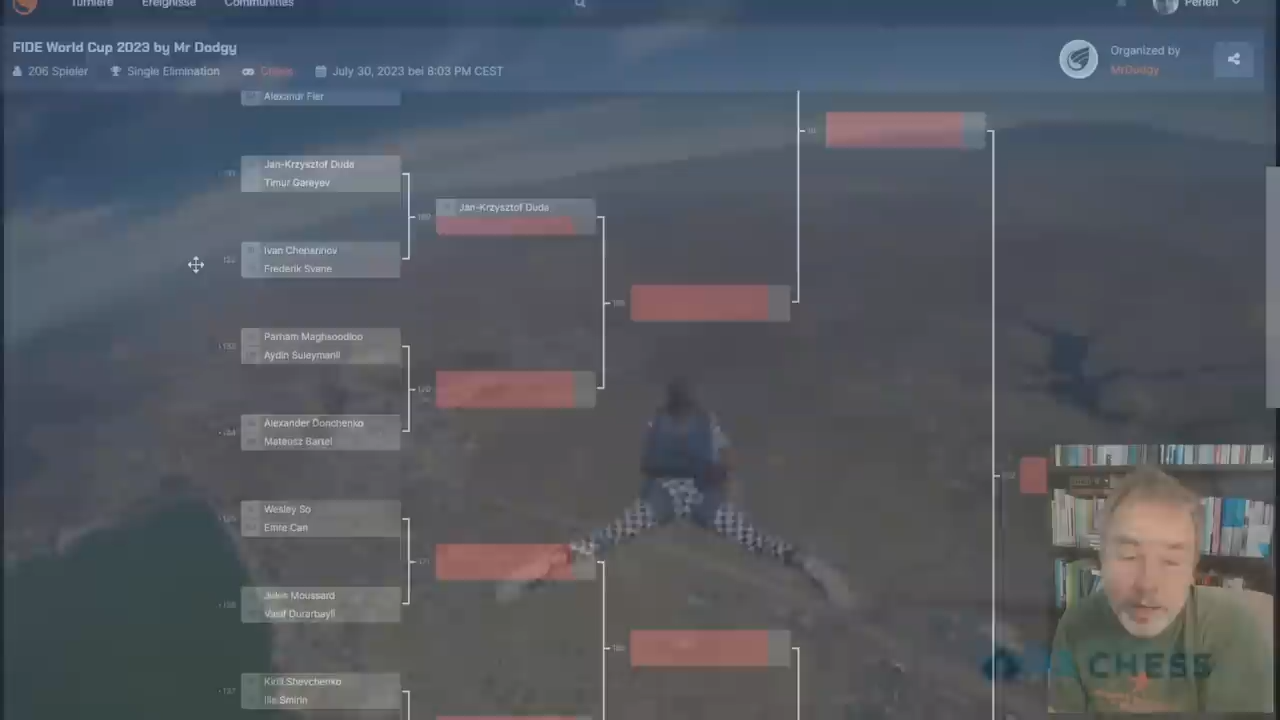 Turniere Ereignisse Communities Perlen
FIDE World Cup 2023 by Mr Dodgy
206 Spieler Single Elimination Chess July 30, 2023 bei 8:03 PM CEST
Organized by
MrDodgy
Alexandr Fier
Jan-Krzysztof Duda
Timur Gareyev
Jan-Krzysztof Duda
Ivan Cheparinov
Frederik Svane
Parham Maghsoodloo
Aydin Suleymanli
Alexander Donchenko
Mateusz Bartel
Wesley So
Emre Can
Jules Moussard
Vasif Durarbayli
Kirill Shevchenko
Ilia Smirin
CHESS